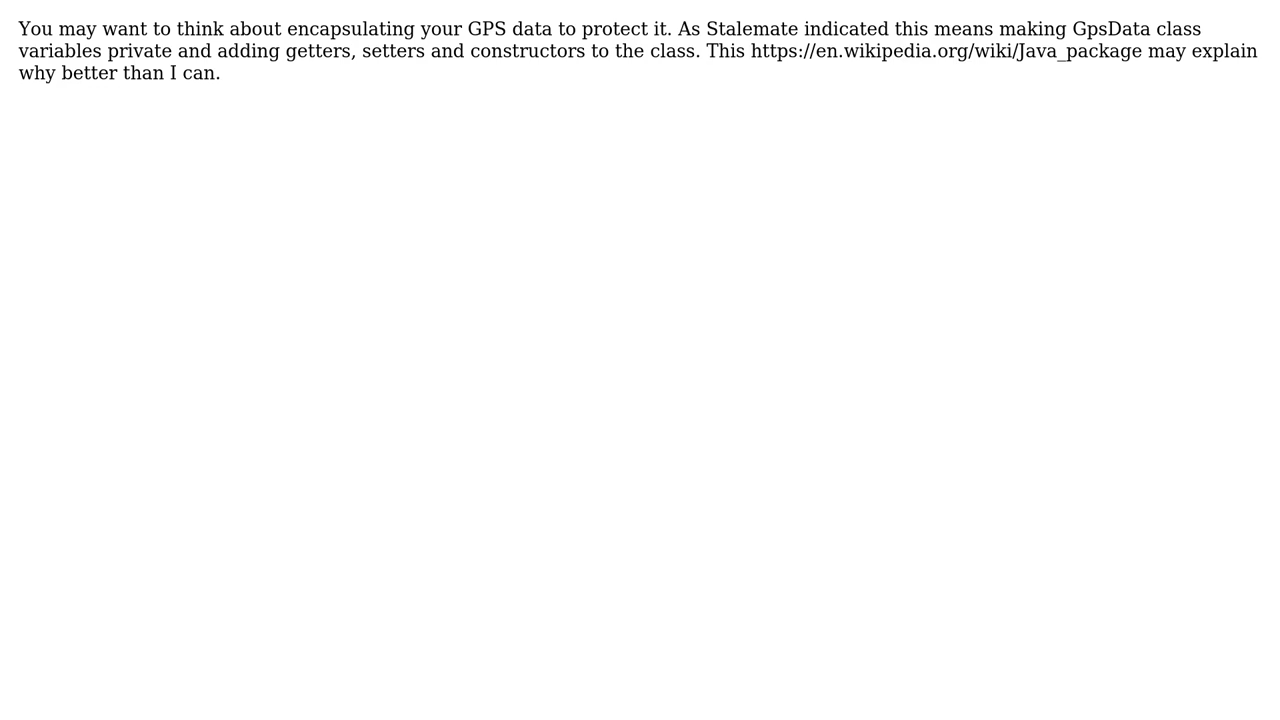 You may want to think about encapsulating your GPS data to protect it. As Stalemate indicated this means making GpsData class
variables private and adding getters, setters and constructors to the class. This https://en.wikipedia.org/wiki/Java_package may explain
why better than I can.